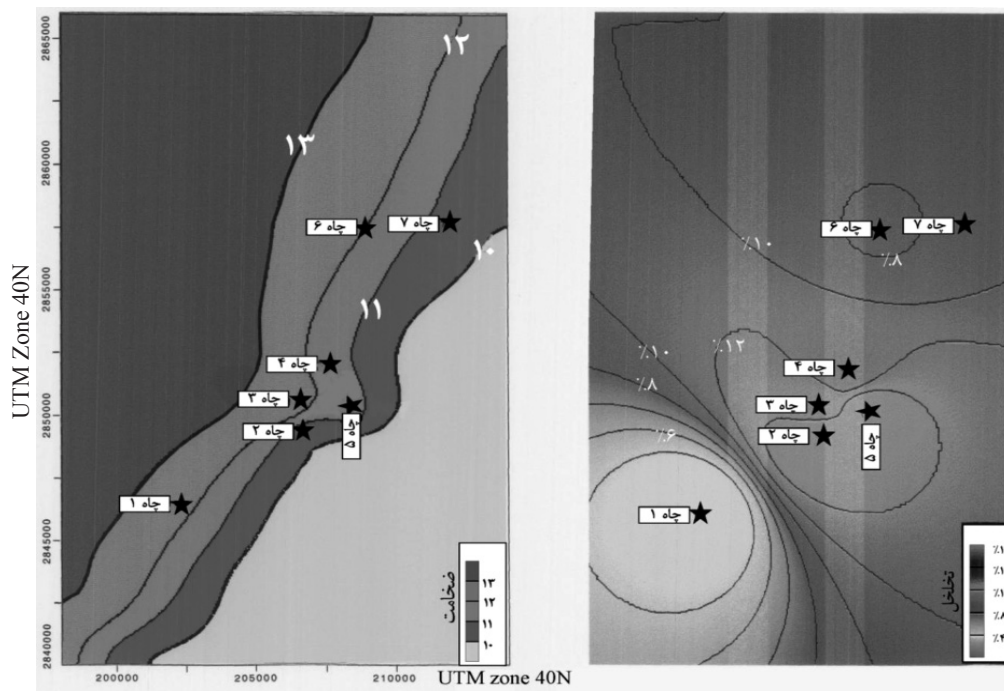 UTM Zone 40N
2865000
2860000
2855000
2850000
2845000
2840000
۱۲
۱۳
چاه ۶
چاه ۷
۱۰
۱۱
چاه ۴
چاه ۳
چاه ۲
چاه ۵
چاه ۱
ضخامت
۱۳
۱۲
۱۱
۱۰
200000
205000
210000
UTM zone 40N
چاه ۶
چاه ۷
٪۱۰
٪۸
٪۱۲
٪۱۰
٪۸
چاه ۴
چاه ۳
چاه ۲
چاه ۵
٪۶
چاه ۱
تخلخل
٪۸